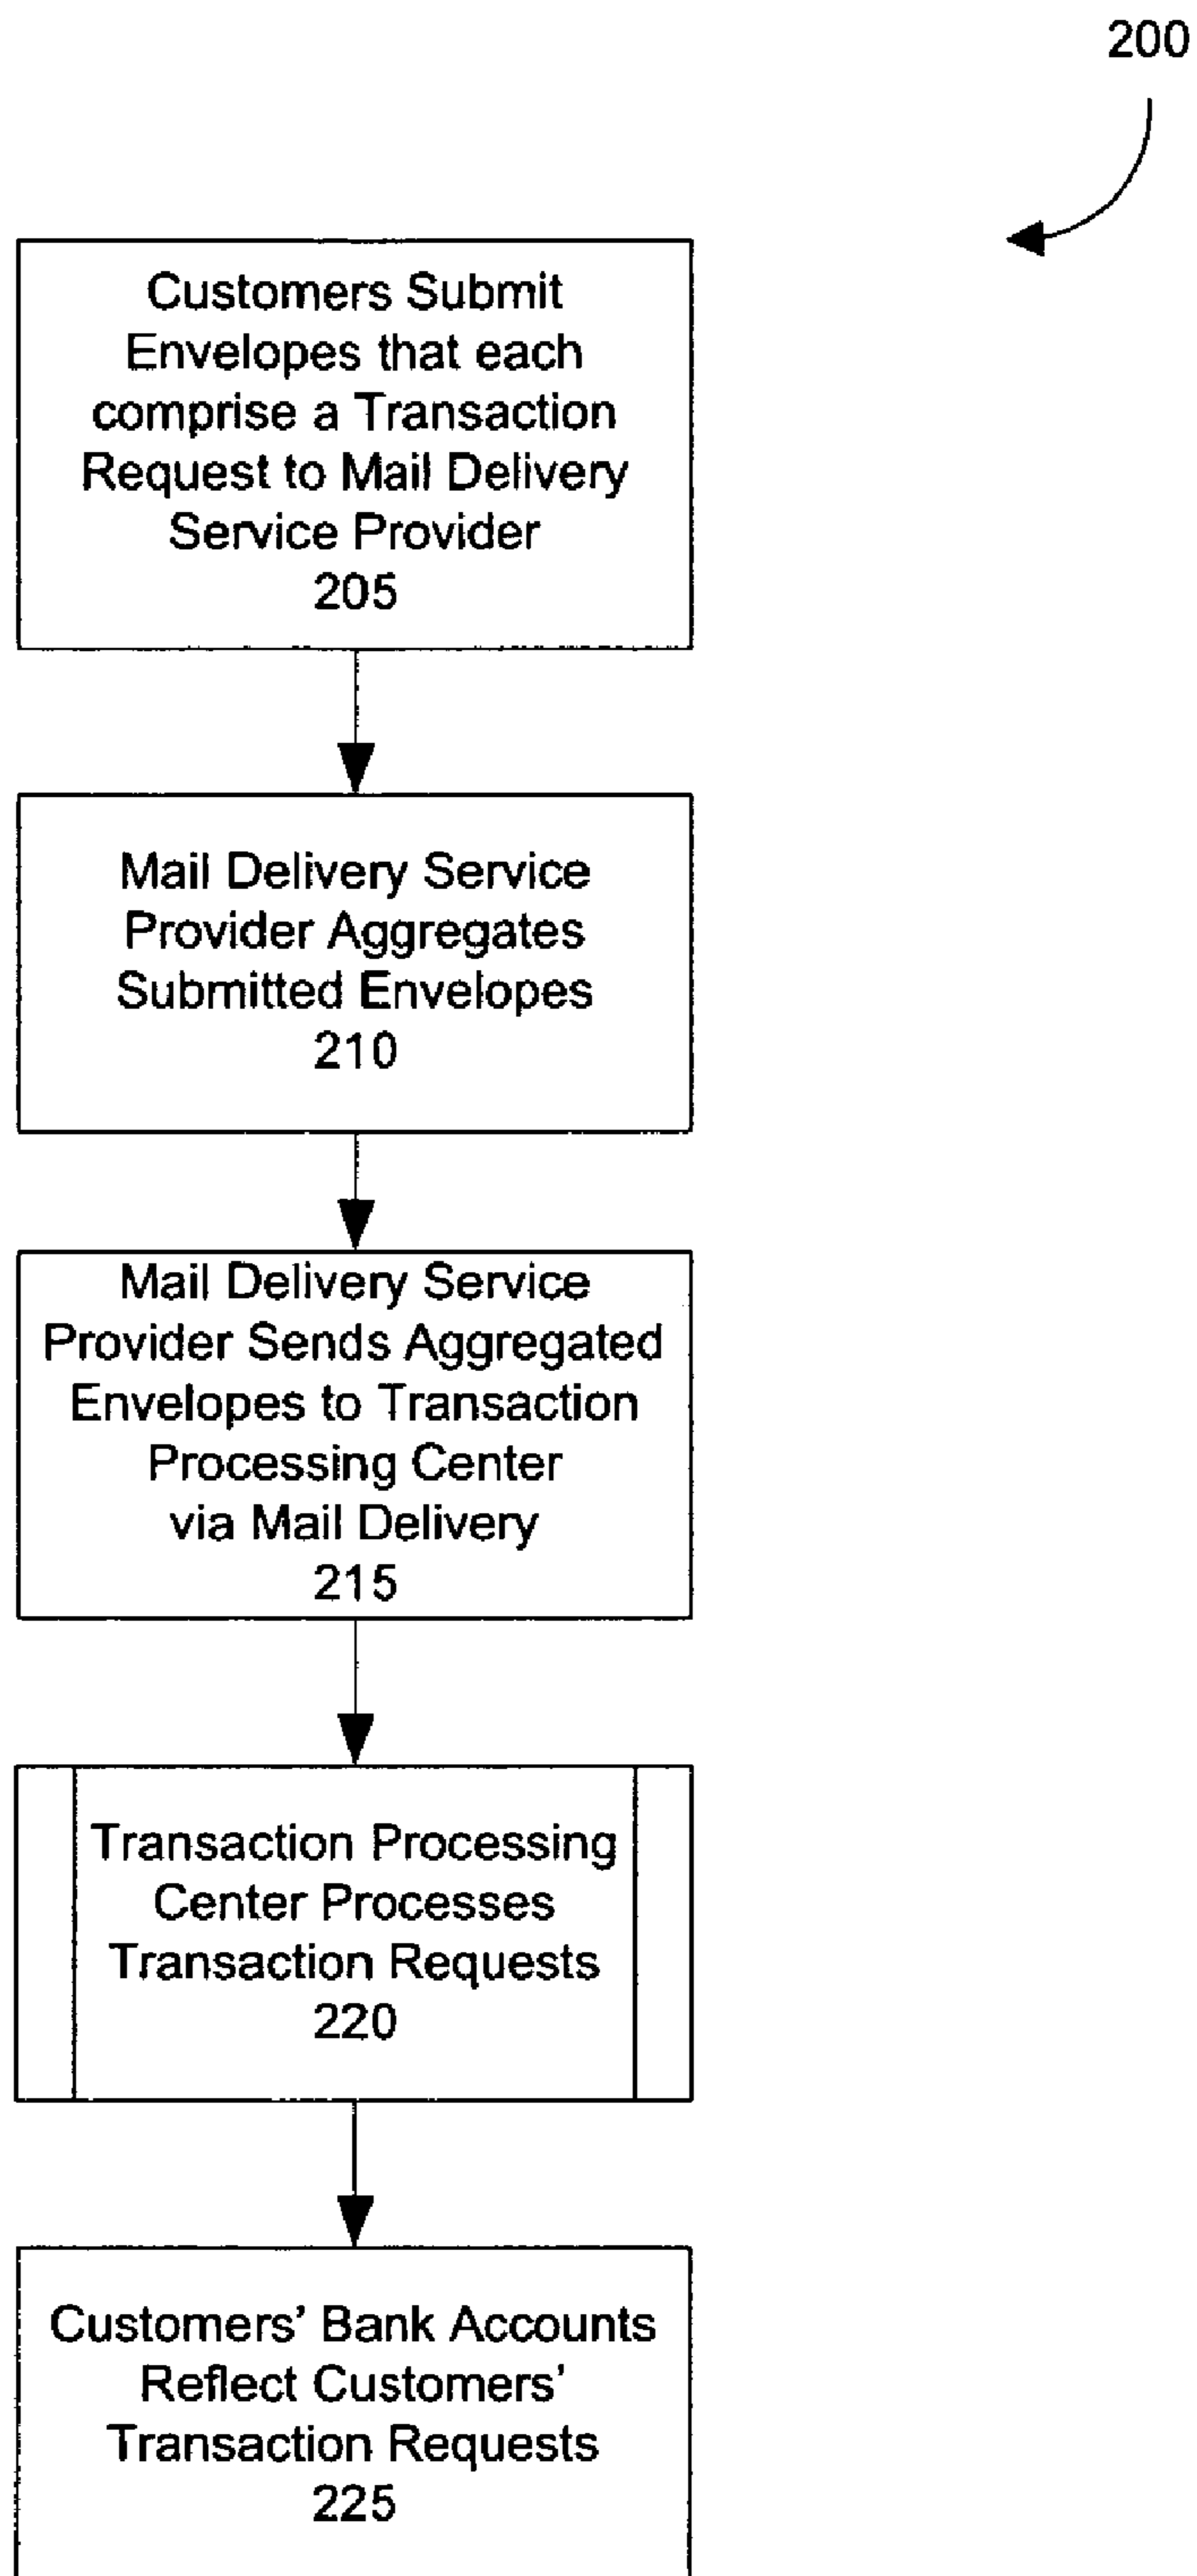 200
Customers Submit
Envelopes that each
comprise a Transaction
Request to Mail Delivery
Service Provider
205
Mail Delivery Service
Provider Aggregates
Submitted Envelopes
210
Mail Delivery Service
Provider Sends Aggregated
Envelopes to Transaction
Processing Center
via Mail Delivery
215
Transaction Processing
Center Processes
Transaction Requests
220
Customers’ Bank Accounts
Reflect Customers’
Transaction Requests
225